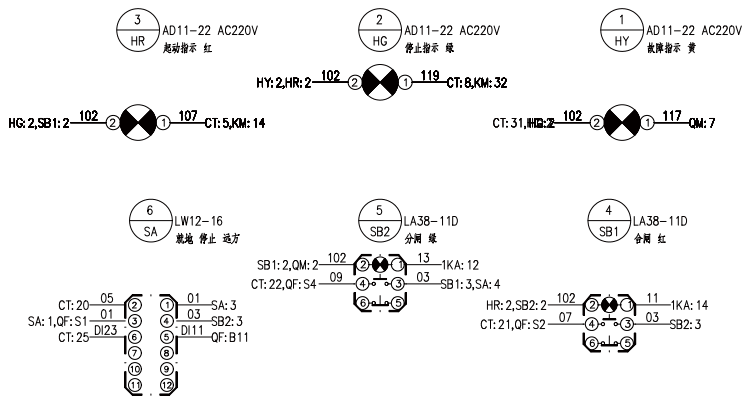 3
HR
AD11-22 AC220V
起动指示 红
2
HG
AD11-22 AC220V
停止指示 绿
1
HY
AD11-22 AC220V
故障指示 黄
HY:2,HR:2 102 2 1 119 CT:8,KM:32
HG:2,SB1:2 102 2 1 107 CT:5,KM:14
CT:31, 102 2 1 117 QM:7
6
SA
LW12-16
就地 停止 远方
5
SB2
LA38-11D
分闸 绿
4
SB1
LA38-11D
合闸 红
SB1:2,QM:2 102 2 1 13 1KA:12
CT:22,QF:S4 09 4 3 03 SB1:3,SA:4
6 5
HR:2,SB2:2 102 2 1 11 1KA:14
CT:21,QF:S2 07 4 3 03 SB2:3
6 5
CT:20 05 2 1 01 SA:3
SA:1,QF:S1 01 3 4 03 SB2:3
CT:25 DI23 6 5 DI11 QF:B11
7 8
10 9
11 12